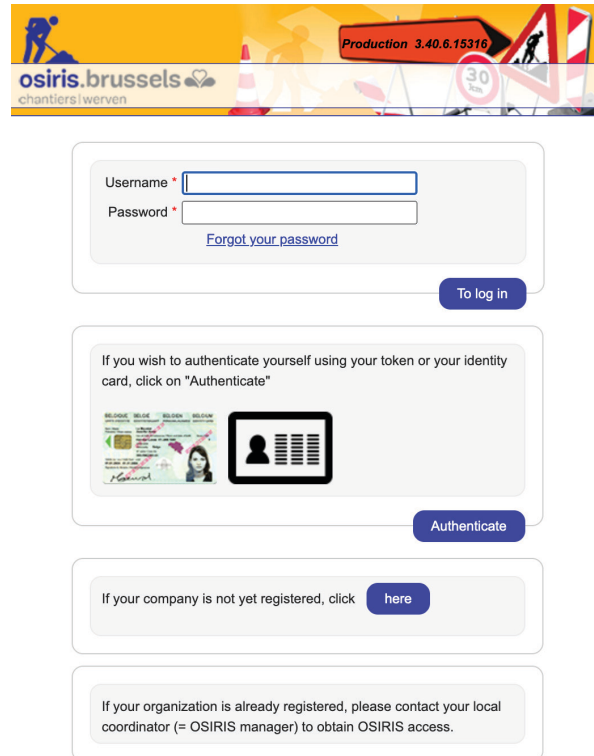 Production 3.40.6.15316
osiris.brussels
chantiers|werven
30
km
Username *
Password *
Forgot your password
To log in
If you wish to authenticate yourself using your token or your identity
card, click on "Authenticate"
BELGIQUE BELGIË BELGIEN BELGIUM
Authenticate
If your company is not yet registered, click here
If your organization is already registered, please contact your local
coordinator (= OSIRIS manager) to obtain OSIRIS access.